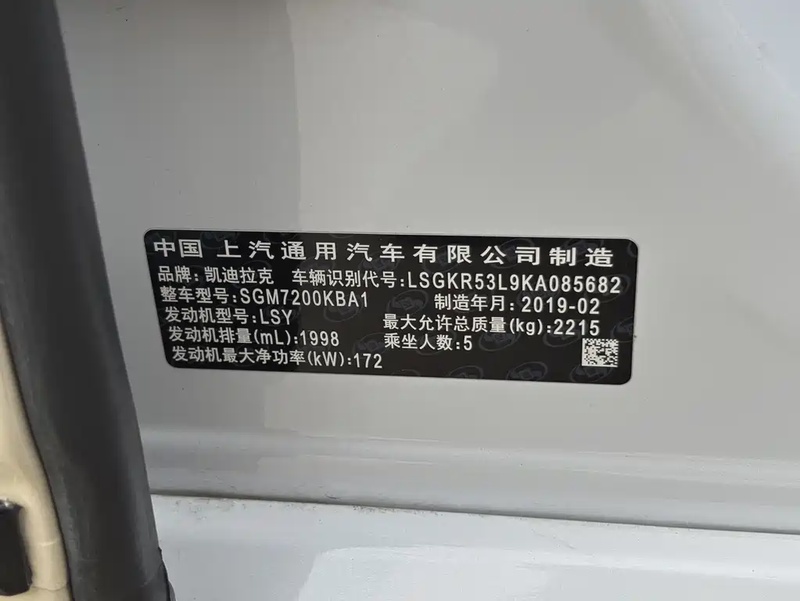 中国 上汽通用汽车有限公司制造
品牌:凯迪拉克 车辆识别代号:LSGKR53L9KA085682
整车型号:SGM7200KBA1 制造年月:2019-02
发动机型号:LSY 最大允许总质量(kg):2215
发动机排量(mL):1998 乘坐人数:5
发动机最大净功率(kW):172